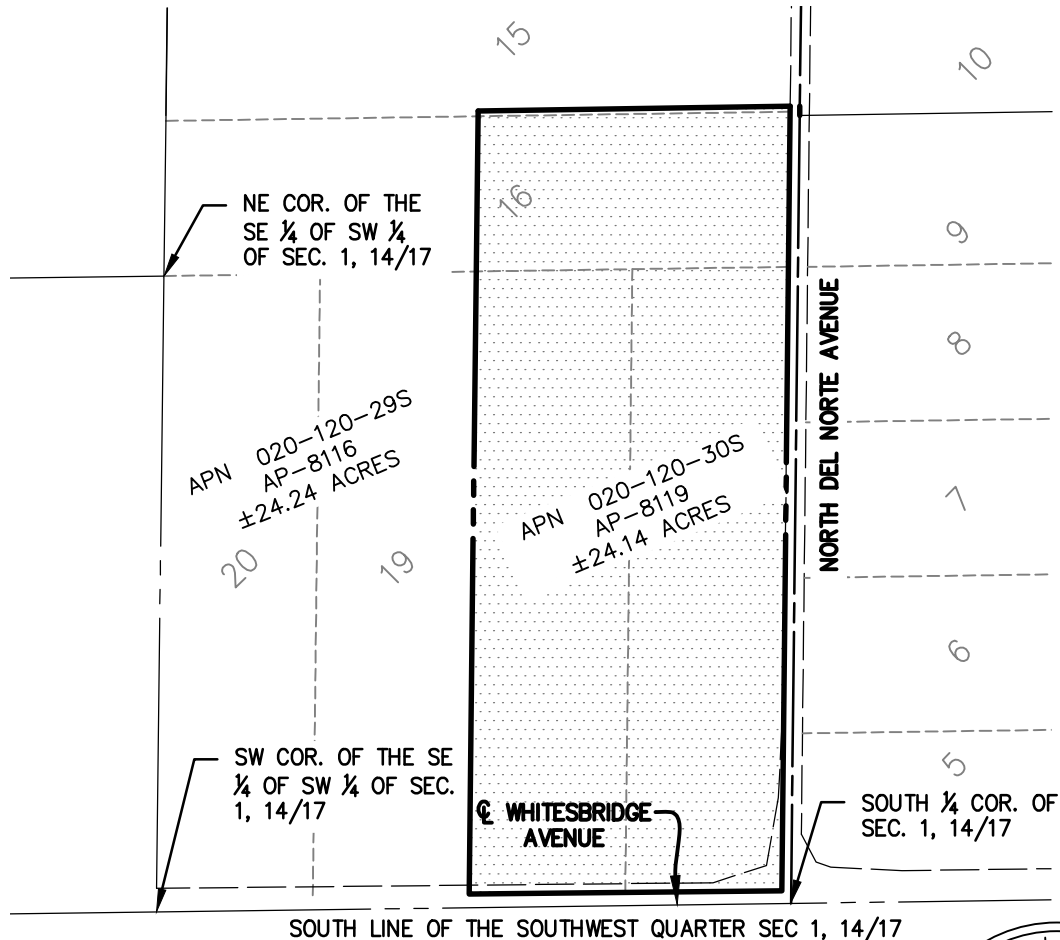 15
10
16
NE COR. OF THE
SE ¼ OF SW ¼
OF SEC. 1, 14/17
9
8
NORTH DEL NORTE AVENUE
APN 020-120-29S
AP-8116
±24.24 ACRES
APN 020-120-30S
AP-8119
±24.14 ACRES
7
20
19
6
SW COR. OF THE SE
¼ OF SW ¼ OF SEC.
1, 14/17
5
℄ WHITESBRIDGE
AVENUE
SOUTH ¼ COR. OF
SEC. 1, 14/17
SOUTH LINE OF THE SOUTHWEST QUARTER SEC 1, 14/17